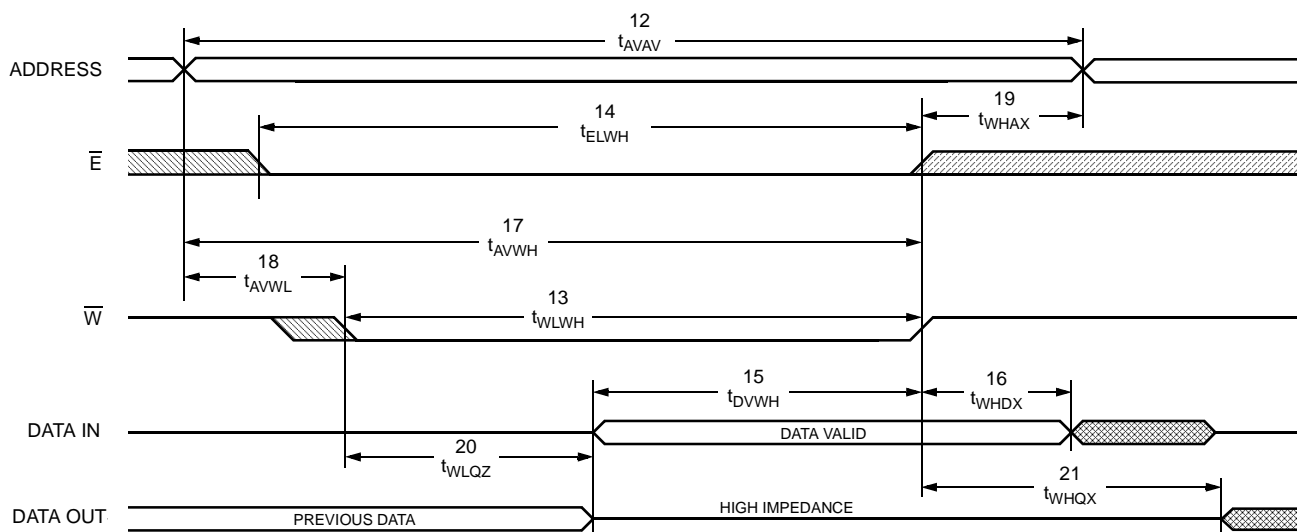 12
tAVAV
ADDRESS
14
tELWH
19
tWHAX
E
17
tAVWH
18
tAVWL
W
13
tWLWH
15
tDVWH
16
tWHDX
DATA IN
DATA VALID
20
tWLQZ
21
tWHQX
DATA OUT
PREVIOUS DATA
HIGH IMPEDANCE